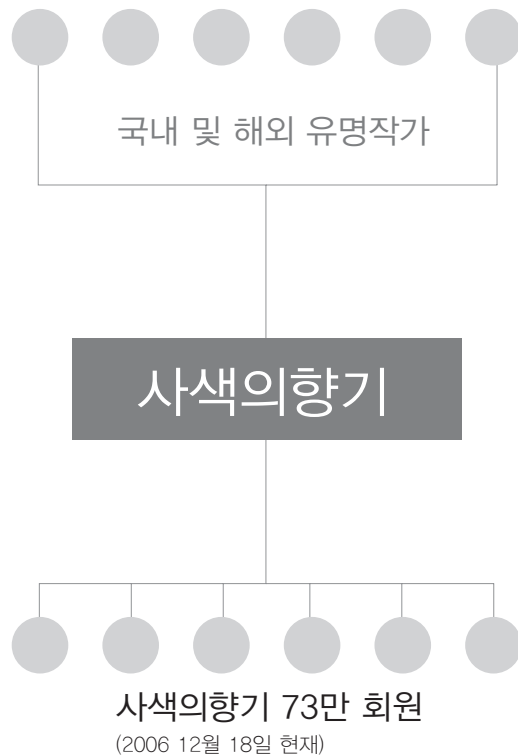 국내 및 해외 유명작가
사색의향기
사색의향기 73만 회원
(2006 12월 18일 현재)